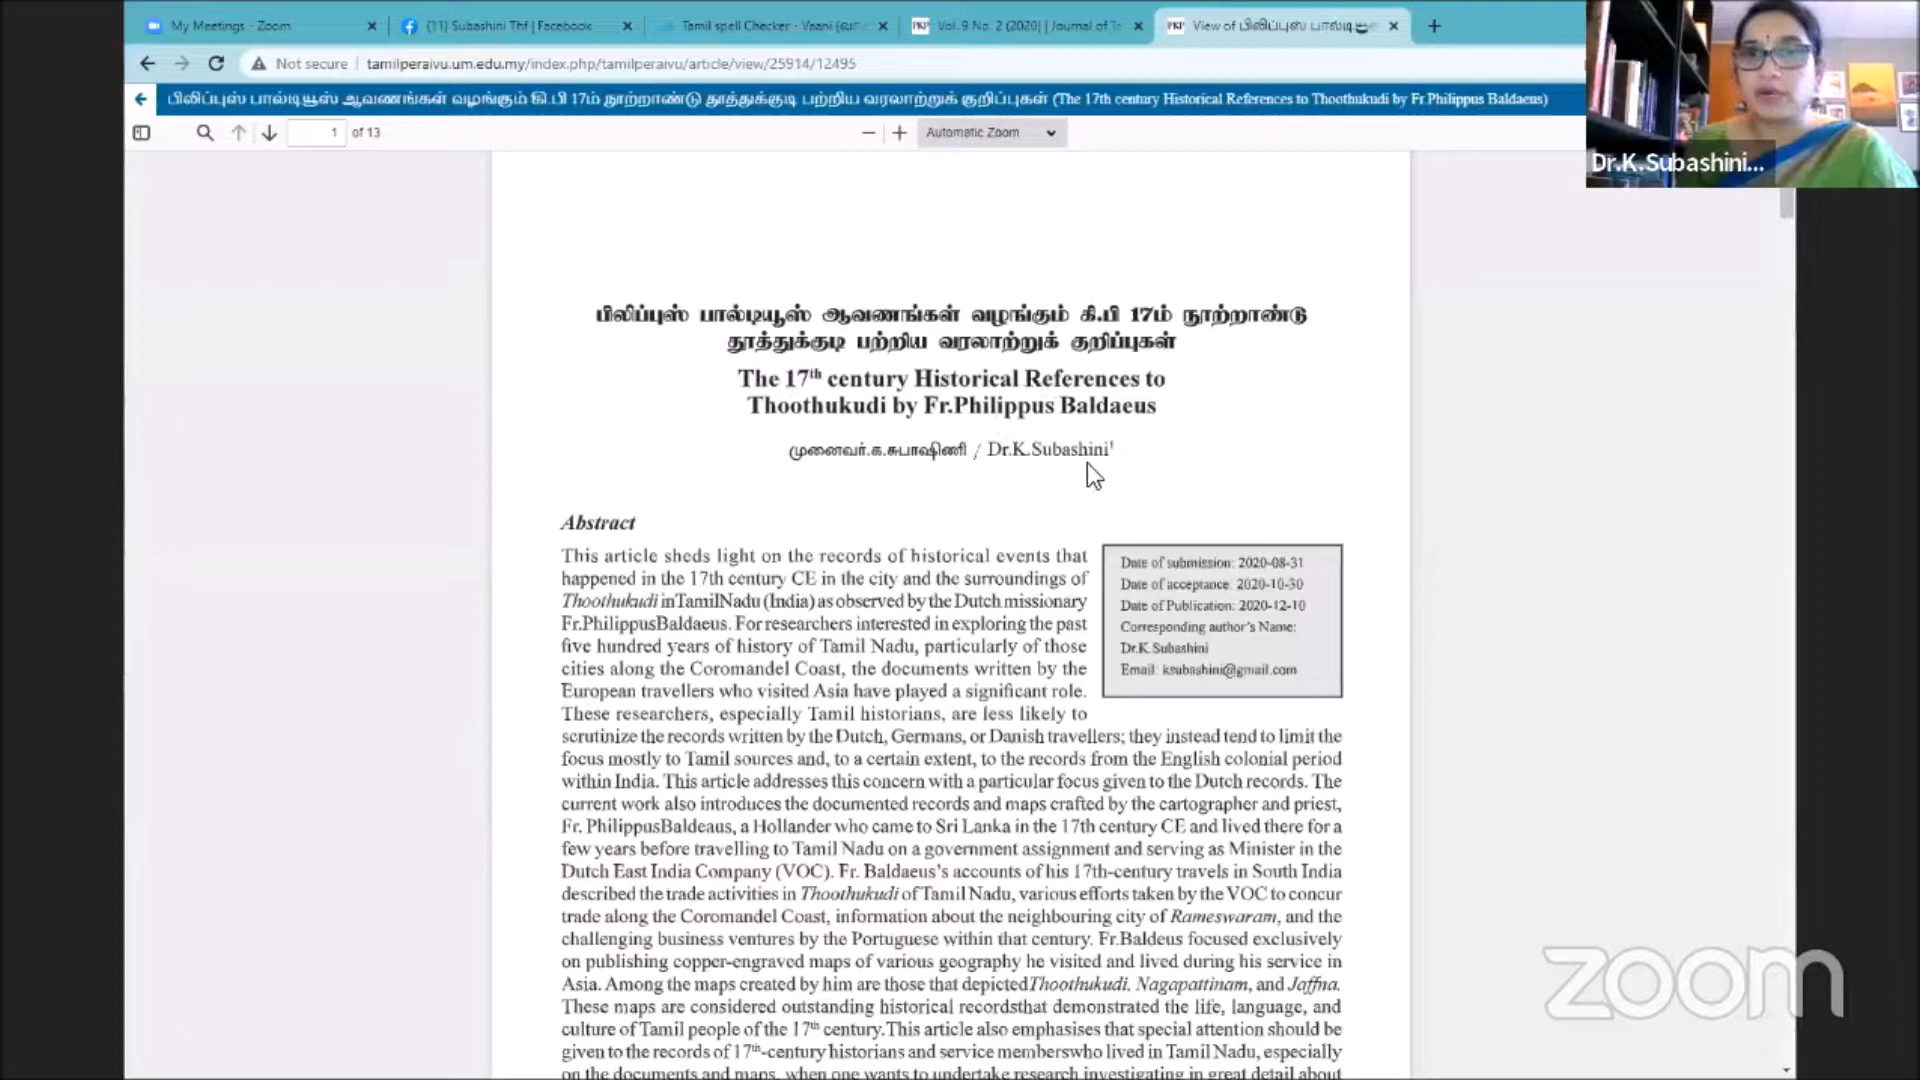 My Meetings - Zoom
(11) Subashini Thf | Facebook
Tamil spell Checker - Vaani (வா
Vol. 9 No. 2 (2020) | Journal of Ta
View of பிலிப்புஸ் பால்டியூஸ்
Not secure
tamilperaivu.um.edu.my/index.php/tamilperaivu/article/view/25914/12495
பிலிப்புஸ் பால்டியூஸ் ஆவணங்கள் வழங்கும் கி.பி 17ம் நூற்றாண்டு தூத்துக்குடி பற்றிய வரலாற்றுக் குறிப்புகள் (The 17th century Historical References to Thoothukudi by Fr.Philippus Baldaeus)
1 of 13
Automatic Zoom
Dr.K.Subashini...
பிலிப்புஸ் பால்டியூஸ் ஆவணங்கள் வழங்கும் கி.பி 17ம் நூற்றாண்டு
தூத்துக்குடி பற்றிய வரலாற்றுக் குறிப்புகள்
The 17th century Historical References to
Thoothukudi by Fr.Philippus Baldaeus
முனைவர்.க.சுபாஷிணி / Dr.K.Subashini¹
Abstract
This article sheds light on the records of historical events that
happened in the 17th century CE in the city and the surroundings of
Thoothukudi inTamilNadu (India) as observed by the Dutch missionary
Fr.PhilippusBaldaeus. For researchers interested in exploring the past
five hundred years of history of Tamil Nadu, particularly of those
cities along the Coromandel Coast, the documents written by the
European travellers who visited Asia have played a significant role.
These researchers, especially Tamil historians, are less likely to
scrutinize the records written by the Dutch, Germans, or Danish travellers; they instead tend to limit the
focus mostly to Tamil sources and, to a certain extent, to the records from the English colonial period
within India. This article addresses this concern with a particular focus given to the Dutch records. The
current work also introduces the documented records and maps crafted by the cartographer and priest,
Fr. PhilippusBaldeaus, a Hollander who came to Sri Lanka in the 17th century CE and lived there for a
few years before travelling to Tamil Nadu on a government assignment and serving as Minister in the
Dutch East India Company (VOC). Fr. Baldaeus's accounts of his 17th-century travels in South India
described the trade activities in Thoothukudi of Tamil Nadu, various efforts taken by the VOC to concur
trade along the Coromandel Coast, information about the neighbouring city of Rameswaram, and the
challenging business ventures by the Portuguese within that century. Fr.Baldeus focused exclusively
on publishing copper-engraved maps of various geography he visited and lived during his service in
Asia. Among the maps created by him are those that depictedThoothukudi, Nagapattinam, and Jaffna.
These maps are considered outstanding historical recordsthat demonstrated the life, language, and
culture of Tamil people of the 17th century.This article also emphasises that special attention should be
given to the records of 17th-century historians and service memberswho lived in Tamil Nadu, especially
on the documents and maps, when one wants to undertake research investigating in great detail about
Date of submission: 2020-08-31
Date of acceptance: 2020-10-30
Date of Publication: 2020-12-10
Corresponding author's Name:
Dr.K.Subashini
Email: ksubashini@gmail.com
zoom